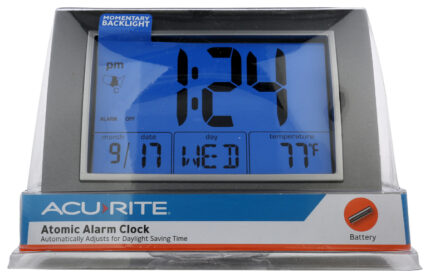 MOMENTARY
BACKLIGHT
1:24
pm
ALARM OFF
month date day temperature
9/17 WED 77°F
ACURITE
Atomic Alarm Clock
Automatically Adjusts for Daylight Saving Time
Battery